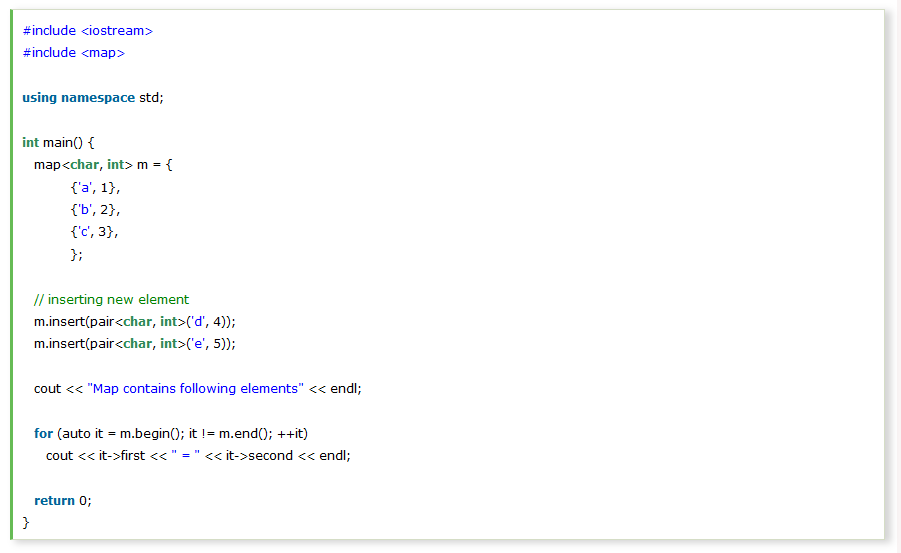 #include <iostream>
#include <map>
using namespace std;
int main() {
map<char, int> m = {
{'a', 1},
{'b', 2},
{'c', 3},
};
// inserting new element
m.insert(pair<char, int>('d', 4));
m.insert(pair<char, int>('e', 5));
cout << "Map contains following elements" << endl;
for (auto it = m.begin(); it != m.end(); ++it)
cout << it->first << " = " << it->second << endl;
return 0;
}